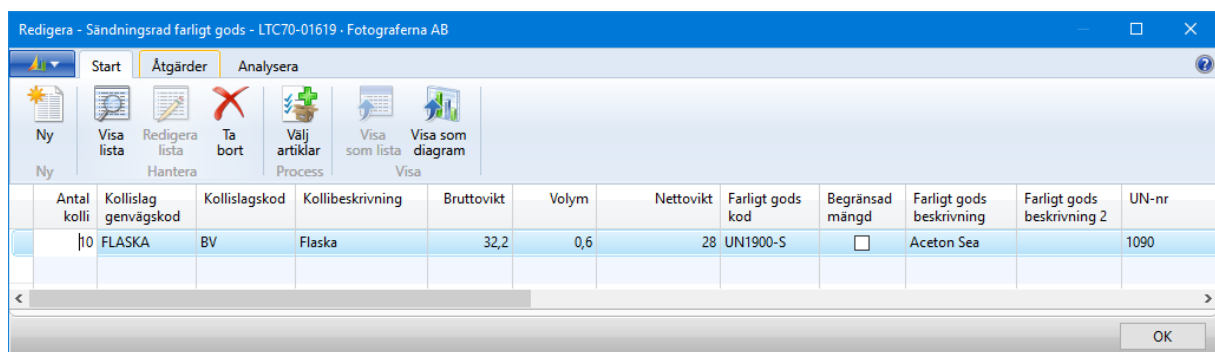 Redigera - Sändningsrad farligt gods - LTC70-01619 · Fotograferna AB
Start Åtgärder Analysera
Ny Visa lista Redigera lista Ta bort Välj artiklar Visa som lista Visa som diagram
Ny Hantera Process Visa
Antal kolli Kollislag genvägskod Kollislagskod Kollibeskrivning Bruttovikt Volym Nettovikt Farligt gods kod Begränsad mängd Farligt gods beskrivning Farligt gods beskrivning 2 UN-nr
10 FLASKA BV Flaska 32,2 0,6 28 UN1900-S Aceton Sea 1090
OK